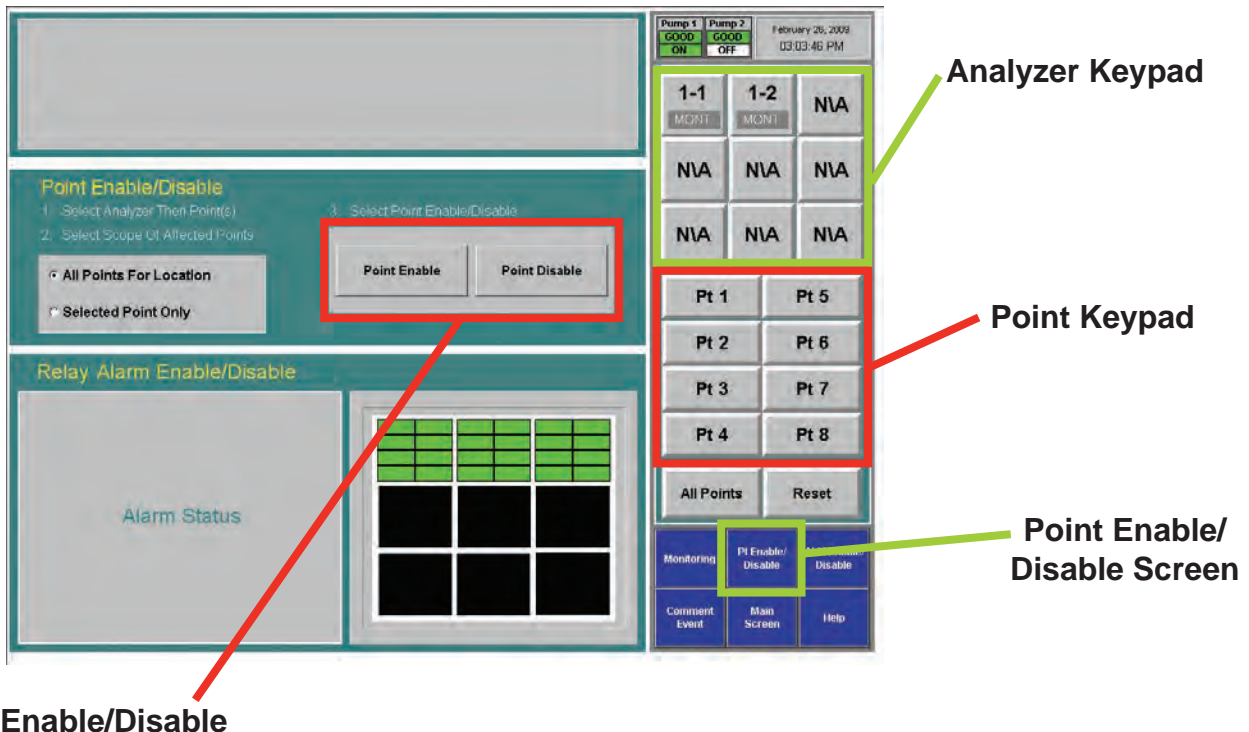 Pump 1 Pump 2
GOOD GOOD
ON OFF
February 26, 2009
03:03:46 PM
Analyzer Keypad
1-1 1-2 N\A
MONT MONT
N\A N\A N\A
N\A N\A N\A
Point Enable/Disable
1. Select Analyzer Then Point(s)
2. Select Scope Of Affected Points
3. Select Point Enable/Disable
All Points For Location
Selected Point Only
Point Enable Point Disable
Pt 1 Pt 5
Pt 2 Pt 6
Pt 3 Pt 7
Pt 4 Pt 8
Point Keypad
All Points Reset
Relay Alarm Enable/Disable
Alarm Status
Monitoring
Pt Enable/
Disable
Disable
Comment
Event
Main
Screen
Help
Point Enable/
Disable Screen
Enable/Disable